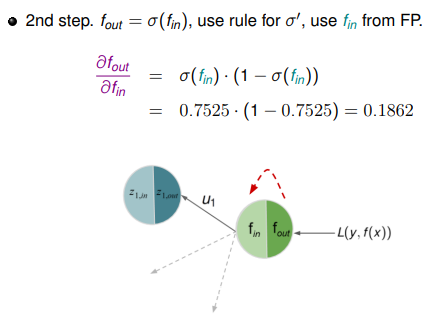 • 2nd step. f_out = σ(f_in), use rule for σ', use f_in from FP.
∂f_out / ∂f_in = σ(f_in) · (1 − σ(f_in))
= 0.7525 · (1 − 0.7525) = 0.1862
z_1,in z_1,out u_1
f_in f_out L(y, f(x))